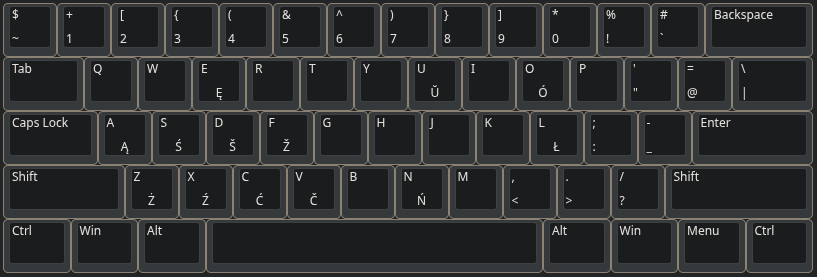 $ + [ { ( & ^ ) } ] * % # Backspace
~ 1 2 3 4 5 6 7 8 9 0 ! `
Tab Q W E R T Y U I O P ' = \
Ę Ŭ Ó " @ |
Caps Lock A S D F G H J K L ; - Enter
Ą Ś Š Ž Ł : _
Shift Z X C V B N M , . / Shift
Ż Ź Ć Č Ń < > ?
Ctrl Win Alt Alt Win Menu Ctrl